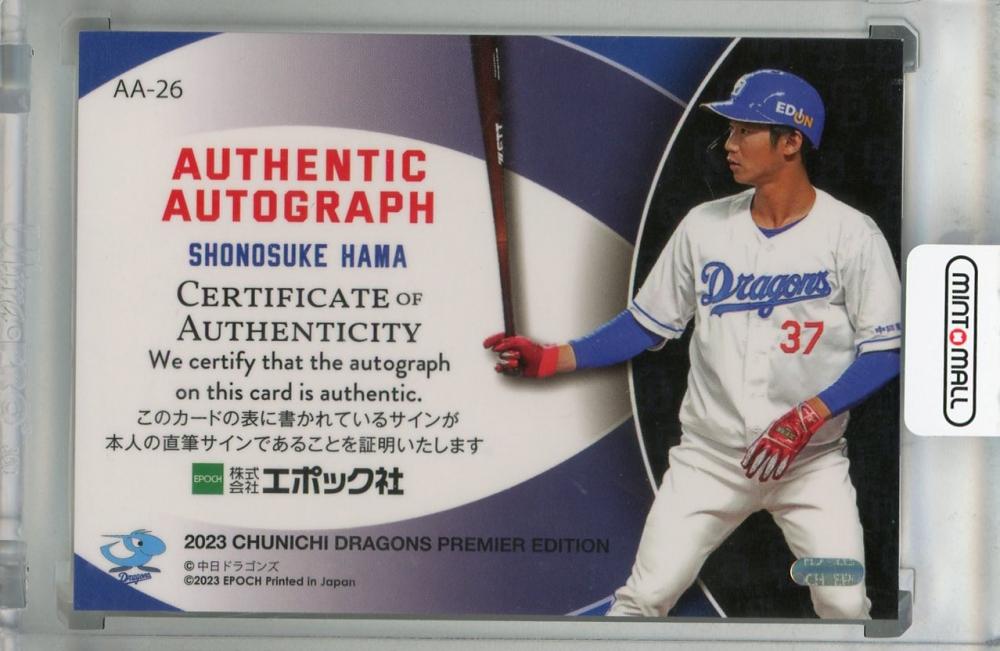 AA-26
AUTHENTIC
AUTOGRAPH
SHONOSUKE HAMA
CERTIFICATE OF
AUTHENTICITY
We certify that the autograph
on this card is authentic.
このカードの表に書かれているサインが
本人の直筆サインであることを証明いたします
EPOCH 株式会社エポック社
Dragons
2023 CHUNICHI DRAGONS PREMIER EDITION
© 中日ドラゴンズ
©2023 EPOCH Printed in Japan
ZETT
EDION
Dragons
37
MINT MALL